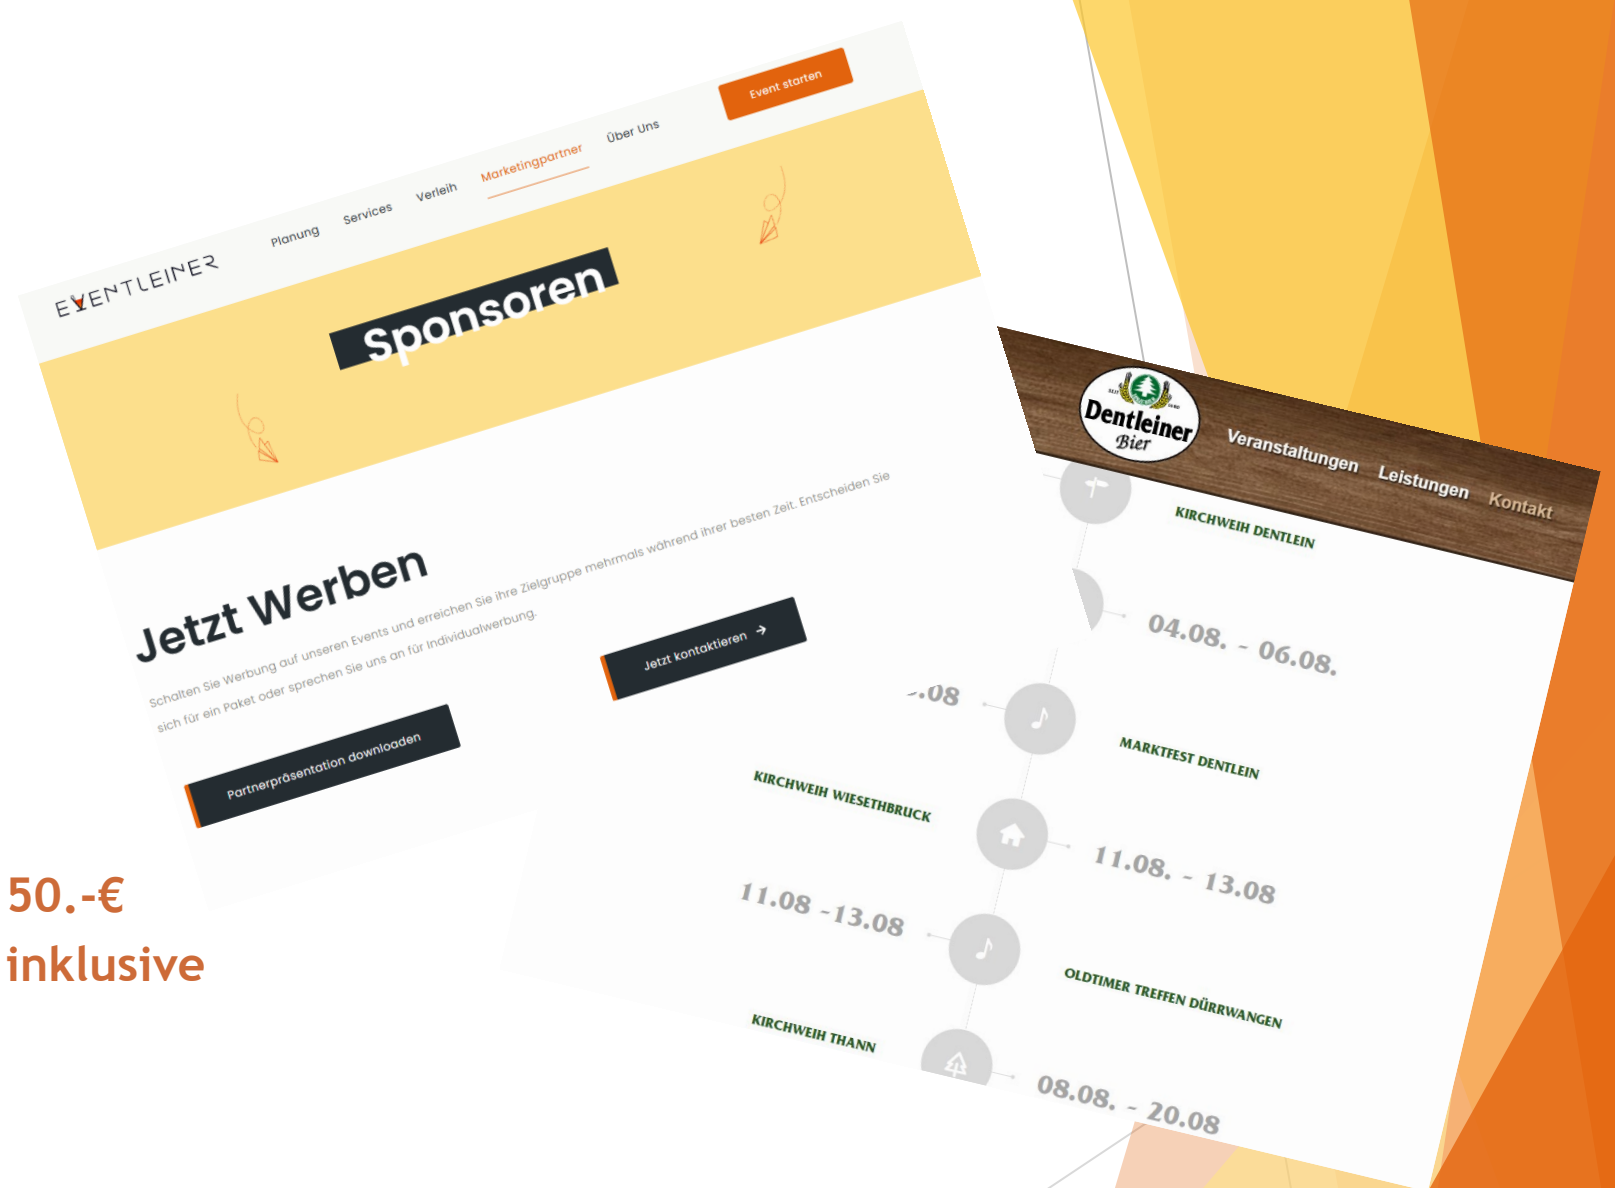 EVENTLEINER
Planung
Services
Verleih
Marketingpartner
Über Uns
Event starten
Sponsoren
Jetzt Werben
Schalten Sie Werbung auf unseren Events und erreichen Sie ihre Zielgruppe mehrmals während ihrer besten Zeit. Entscheiden Sie
sich für ein Paket oder sprechen Sie uns an für Individualwerbung.
Partnerpräsentation downloaden
Jetzt kontaktieren →
50.-€
inklusive
Dentleiner
Bier
Veranstaltungen
Leistungen
Kontakt
KIRCHWEIH DENTLEIN
04.08. - 06.08.
.08
MARKTFEST DENTLEIN
KIRCHWEIH WIESETHBRUCK
11.08. - 13.08
11.08 -13.08
OLDTIMER TREFFEN DÜRRWANGEN
KIRCHWEIH THANN
08.08. - 20.08